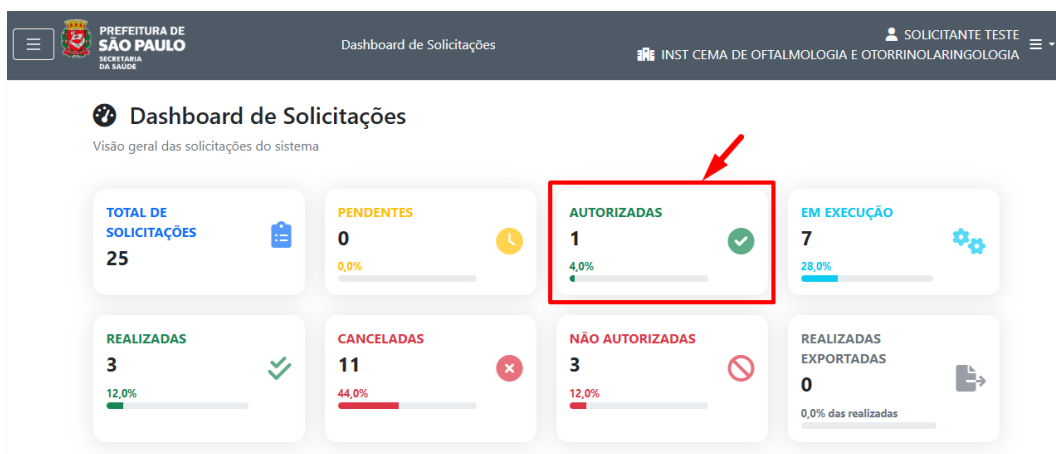 PREFEITURA DE
SÃO PAULO
SECRETARIA
DA SAÚDE
Dashboard de Solicitações
SOLICITANTE TESTE
INST CEMA DE OFTALMOLOGIA E OTORRINOLARINGOLOGIA
Dashboard de Solicitações
Visão geral das solicitações do sistema
TOTAL DE
SOLICITAÇÕES
25
PENDENTES
0
0,0%
AUTORIZADAS
1
4,0%
EM EXECUÇÃO
7
28,0%
REALIZADAS
3
12,0%
CANCELADAS
11
44,0%
NÃO AUTORIZADAS
3
12,0%
REALIZADAS
EXPORTADAS
0
0,0% das realizadas